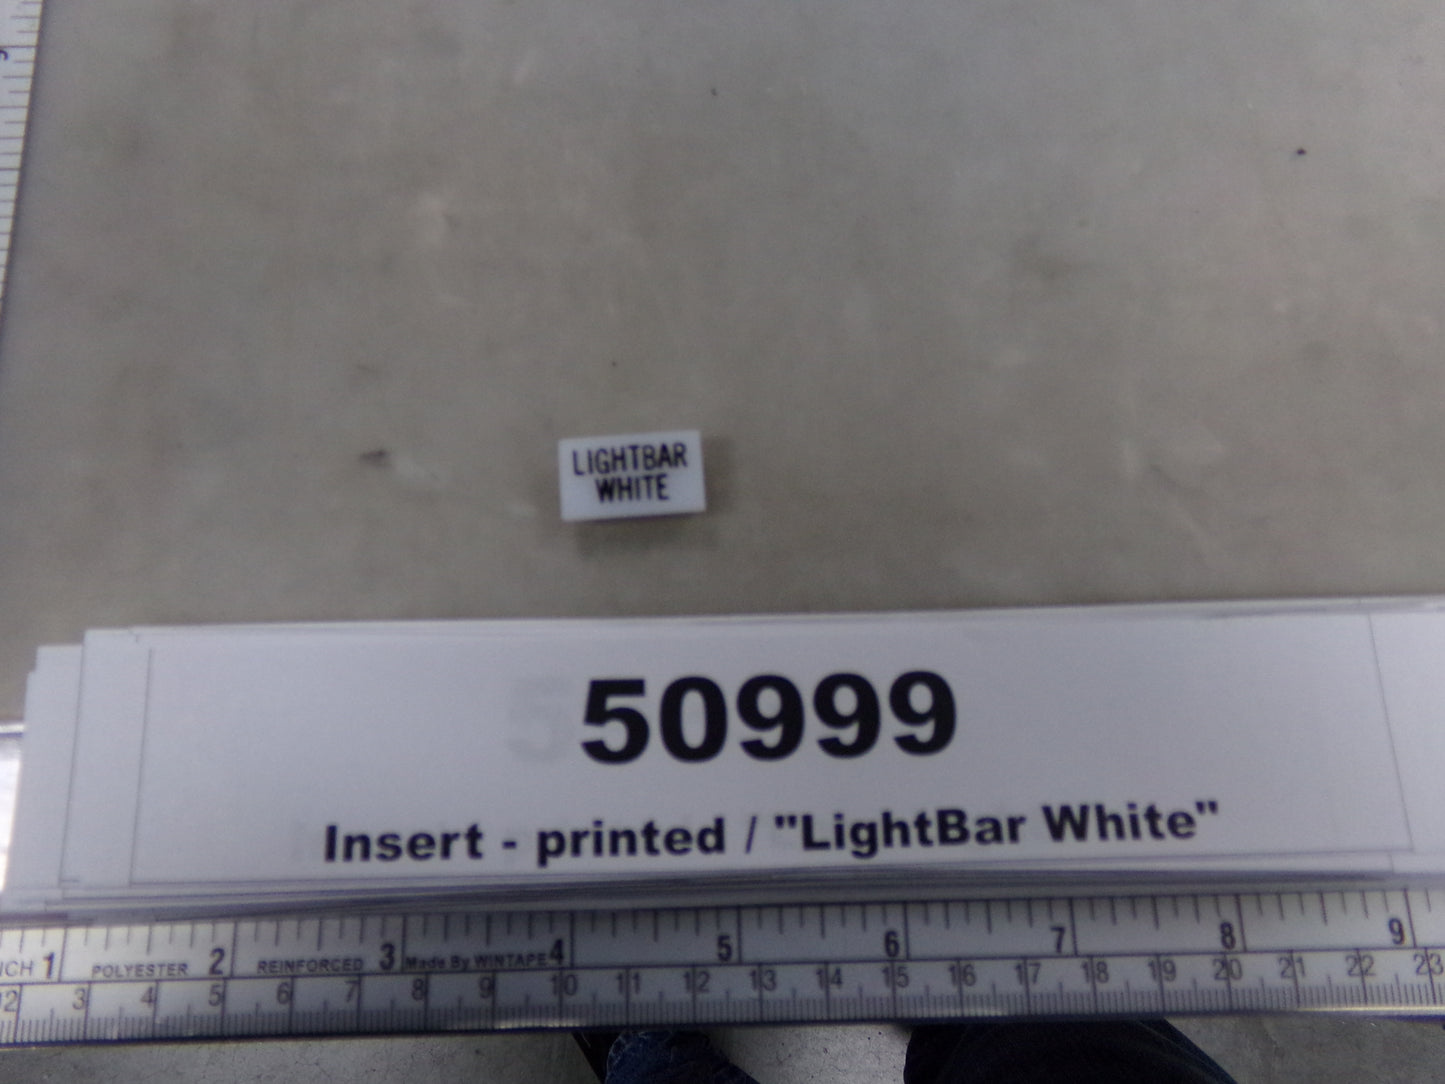 LIGHTBAR
WHITE
50999
Insert - printed / "LightBar White"
1 2 3 4 5 6 7 8 9
POLYESTER REINFORCED Made By WINTAPE
3 4 5 6 7 8 9 10 11 12 13 14 15 16 17 18 19 20 21 22 23